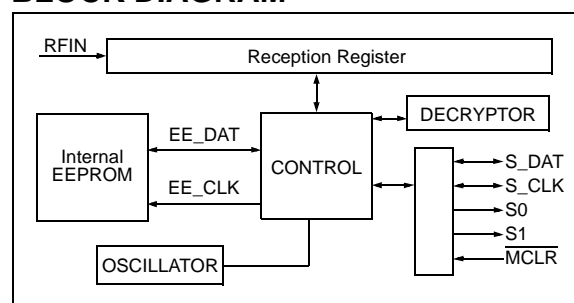 BLOCK DIAGRAM
RFIN
Reception Register
DECRYPTOR
EE_DAT
Internal
EEPROM
CONTROL
EE_CLK
S_DAT
S_CLK
S0
S1
MCLR
OSCILLATOR